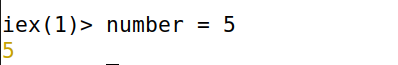 iex(1)> number = 5
5